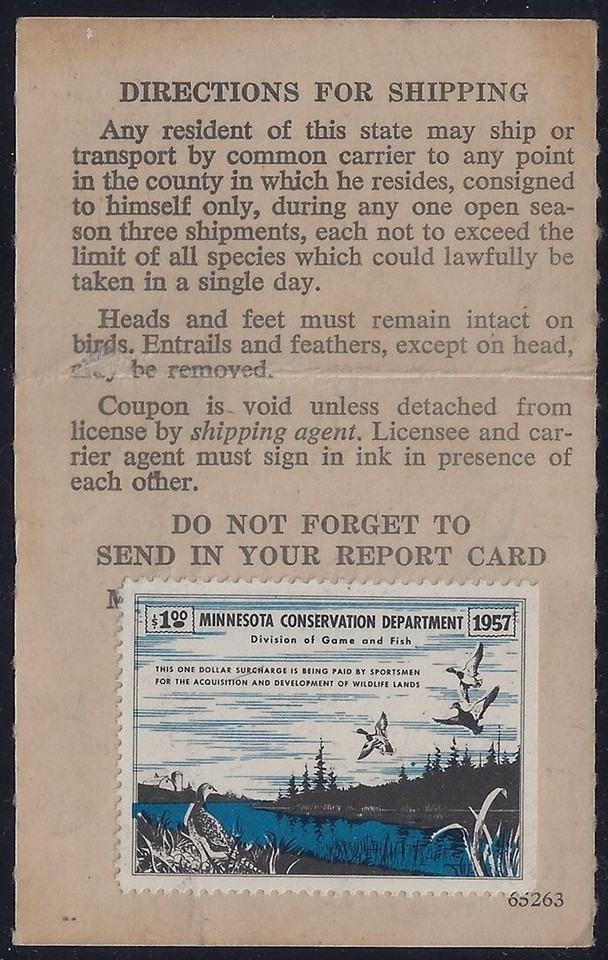 DIRECTIONS FOR SHIPPING
Any resident of this state may ship or
transport by common carrier to any point
in the county in which he resides, consigned
to himself only, during any one open sea-
son three shipments, each not to exceed the
limit of all species which could lawfully be
taken in a single day.
Heads and feet must remain intact on
birds. Entrails and feathers, except on head,
may be removed.
Coupon is void unless detached from
license by shipping agent. Licensee and car-
rier agent must sign in ink in presence of
each other.
DO NOT FORGET TO
SEND IN YOUR REPORT CARD
M
$1.00 MINNESOTA CONSERVATION DEPARTMENT 1957
Division of Game and Fish
THIS ONE DOLLAR SURCHARGE IS BEING PAID BY SPORTSMEN
FOR THE ACQUISITION AND DEVELOPMENT OF WILDLIFE LANDS
65263